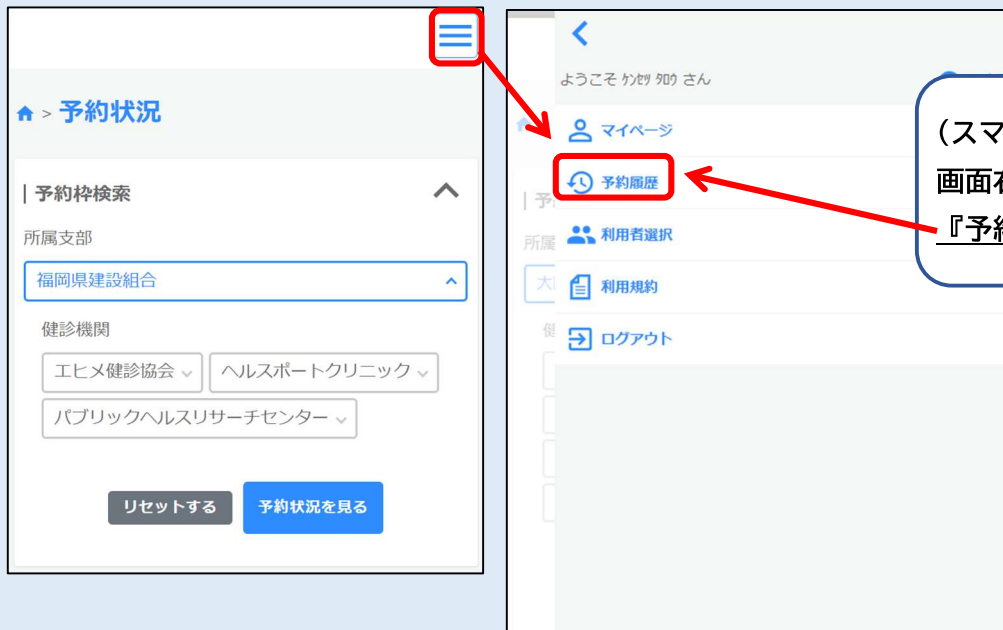 > 予約状況
予約枠検索
所属支部
福岡県建設組合
健診機関
エヒメ健診協会 ヘルスポートクリニック
パブリックヘルスリサーチセンター
リセットする 予約状況を見る
ようこそ ｹﾝｾﾂ ﾀﾛｳ さん
マイページ
予約履歴
利用者選択
利用規約
ログアウト
予
所属
大
健
（スマ
画面右
『予約